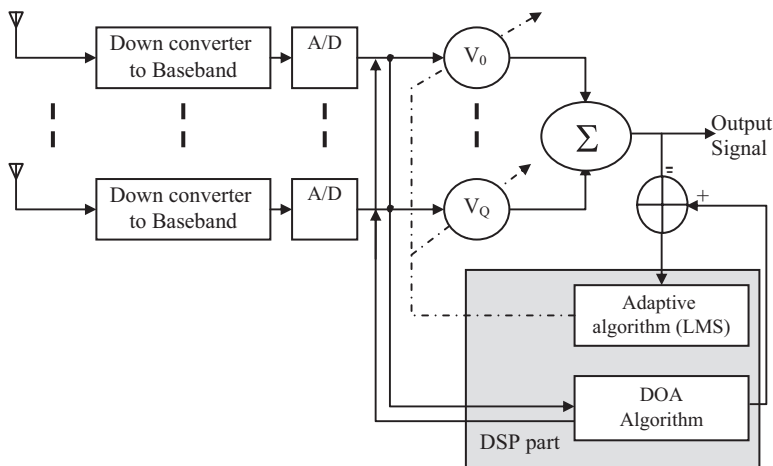 Down converter
to Baseband
A/D
V0
Σ
Output
Signal
=
+
Down converter
to Baseband
A/D
VQ
Adaptive
algorithm (LMS)
DOA
Algorithm
DSP part